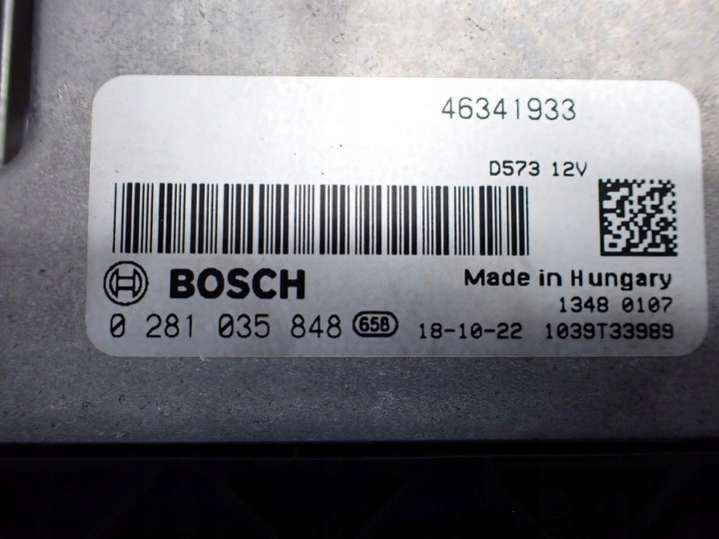 46341933
D573 12V
BOSCH Made in Hungary
1348 0107
0 281 035 848 658 18-10-22 1039T33989